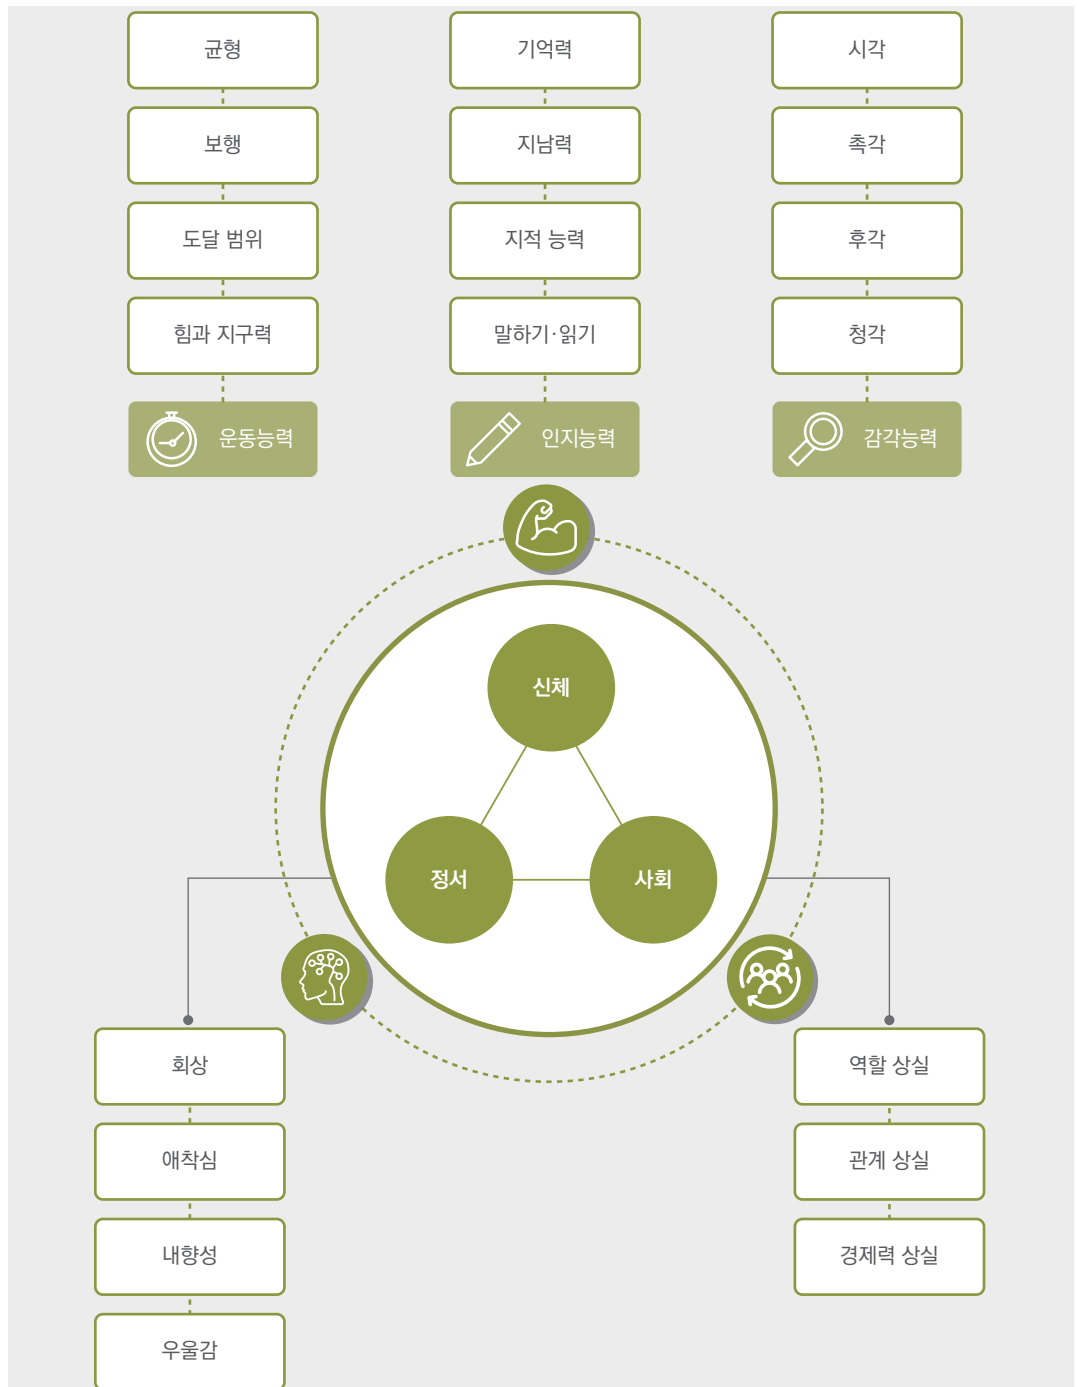 균형
보행
도달 범위
힘과 지구력
운동능력
기억력
지남력
지적 능력
말하기·읽기
인지능력
시각
촉각
후각
청각
감각능력
신체
정서
사회
회상
애착심
내향성
우울감
역할 상실
관계 상실
경제력 상실